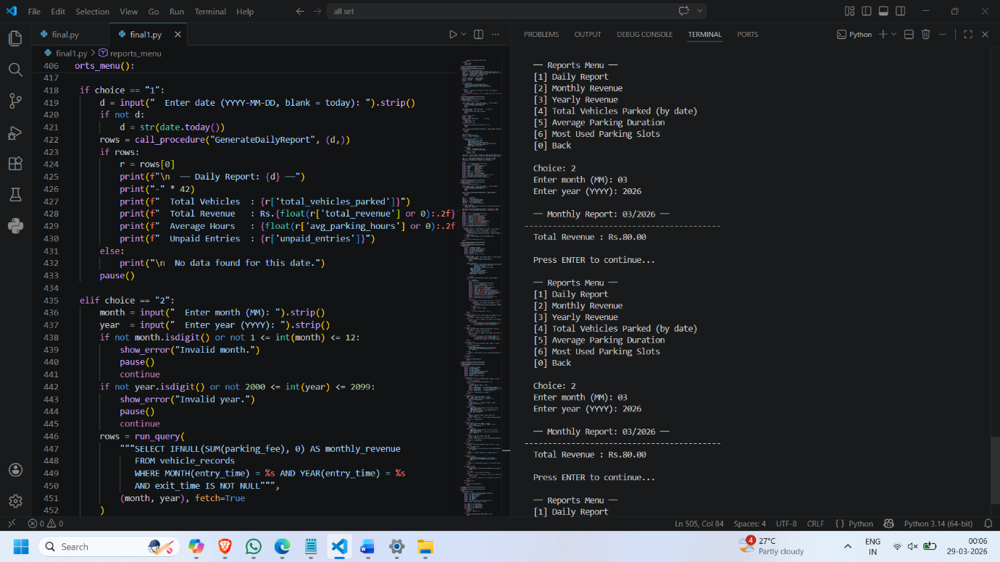 File Edit Selection View Go Run Terminal Help
all set
final.py
final1.py
final1.py > reports_menu
406 orts_menu():
417
418 if choice == "1":
419 d = input("  Enter date (YYYY-MM-DD, blank = today): ").strip()
420 if not d:
421 d = str(date.today())
422 rows = call_procedure("GenerateDailyReport", (d,))
423 if rows:
424 r = rows[0]
425 print(f"\n  ── Daily Report: {d} ──")
426 print("-" * 42)
427 print(f"  Total Vehicles  : {r['total_vehicles_parked']}")
428 print(f"  Total Revenue   : Rs.{float(r['total_revenue'] or 0):.2f}
429 print(f"  Average Hours   : {float(r['avg_parking_hours'] or 0):.2f
430 print(f"  Unpaid Entries  : {r['unpaid_entries']}")
431 else:
432 print("\n  No data found for this date.")
433 pause()
434
435 elif choice == "2":
436 month = input("  Enter month (MM): ").strip()
437 year  = input("  Enter year (YYYY): ").strip()
438 if not month.isdigit() or not 1 <= int(month) <= 12:
439 show_error("Invalid month.")
440 pause()
441 continue
442 if not year.isdigit() or not 2000 <= int(year) <= 2099:
443 show_error("Invalid year.")
444 pause()
445 continue
446 rows = run_query(
447 """SELECT IFNULL(SUM(parking_fee), 0) AS monthly_revenue
448 FROM vehicle_records
449 WHERE MONTH(entry_time) = %s AND YEAR(entry_time) = %s
450 AND exit_time IS NOT NULL""",
451 (month, year), fetch=True
452 )
PROBLEMS OUTPUT DEBUG CONSOLE TERMINAL PORTS
Python
── Reports Menu ──
[1] Daily Report
[2] Monthly Revenue
[3] Yearly Revenue
[4] Total Vehicles Parked (by date)
[5] Average Parking Duration
[6] Most Used Parking Slots
[0] Back
Choice: 2
Enter month (MM): 03
Enter year (YYYY): 2026
── Monthly Report: 03/2026 ──
------------------------------------------
Total Revenue : Rs.80.00
Press ENTER to continue...
── Reports Menu ──
[1] Daily Report
[2] Monthly Revenue
[3] Yearly Revenue
[4] Total Vehicles Parked (by date)
[5] Average Parking Duration
[6] Most Used Parking Slots
[0] Back
Choice: 2
Enter month (MM): 03
Enter year (YYYY): 2026
── Monthly Report: 03/2026 ──
------------------------------------------
Total Revenue : Rs.80.00
Press ENTER to continue...
── Reports Menu ──
[1] Daily Report
0 0
Ln 505, Col 84 Spaces: 4 UTF-8 CRLF { } Python Python 3.14 (64-bit)
Search
4
27°C
Partly cloudy
ENG
IN
00:06
29-03-2026